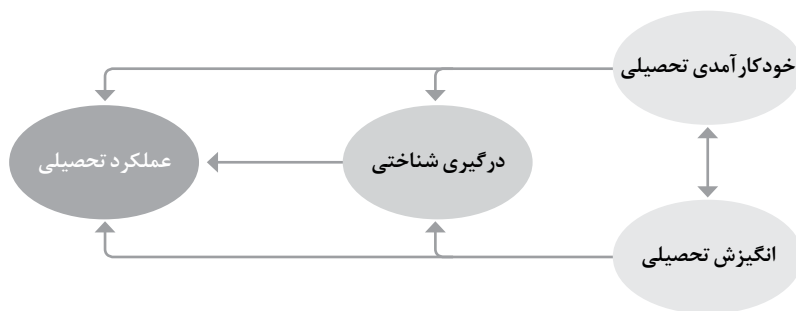 خودکارآمدی تحصیلی
درگیری شناختی
عملکرد تحصیلی
انگیزش تحصیلی